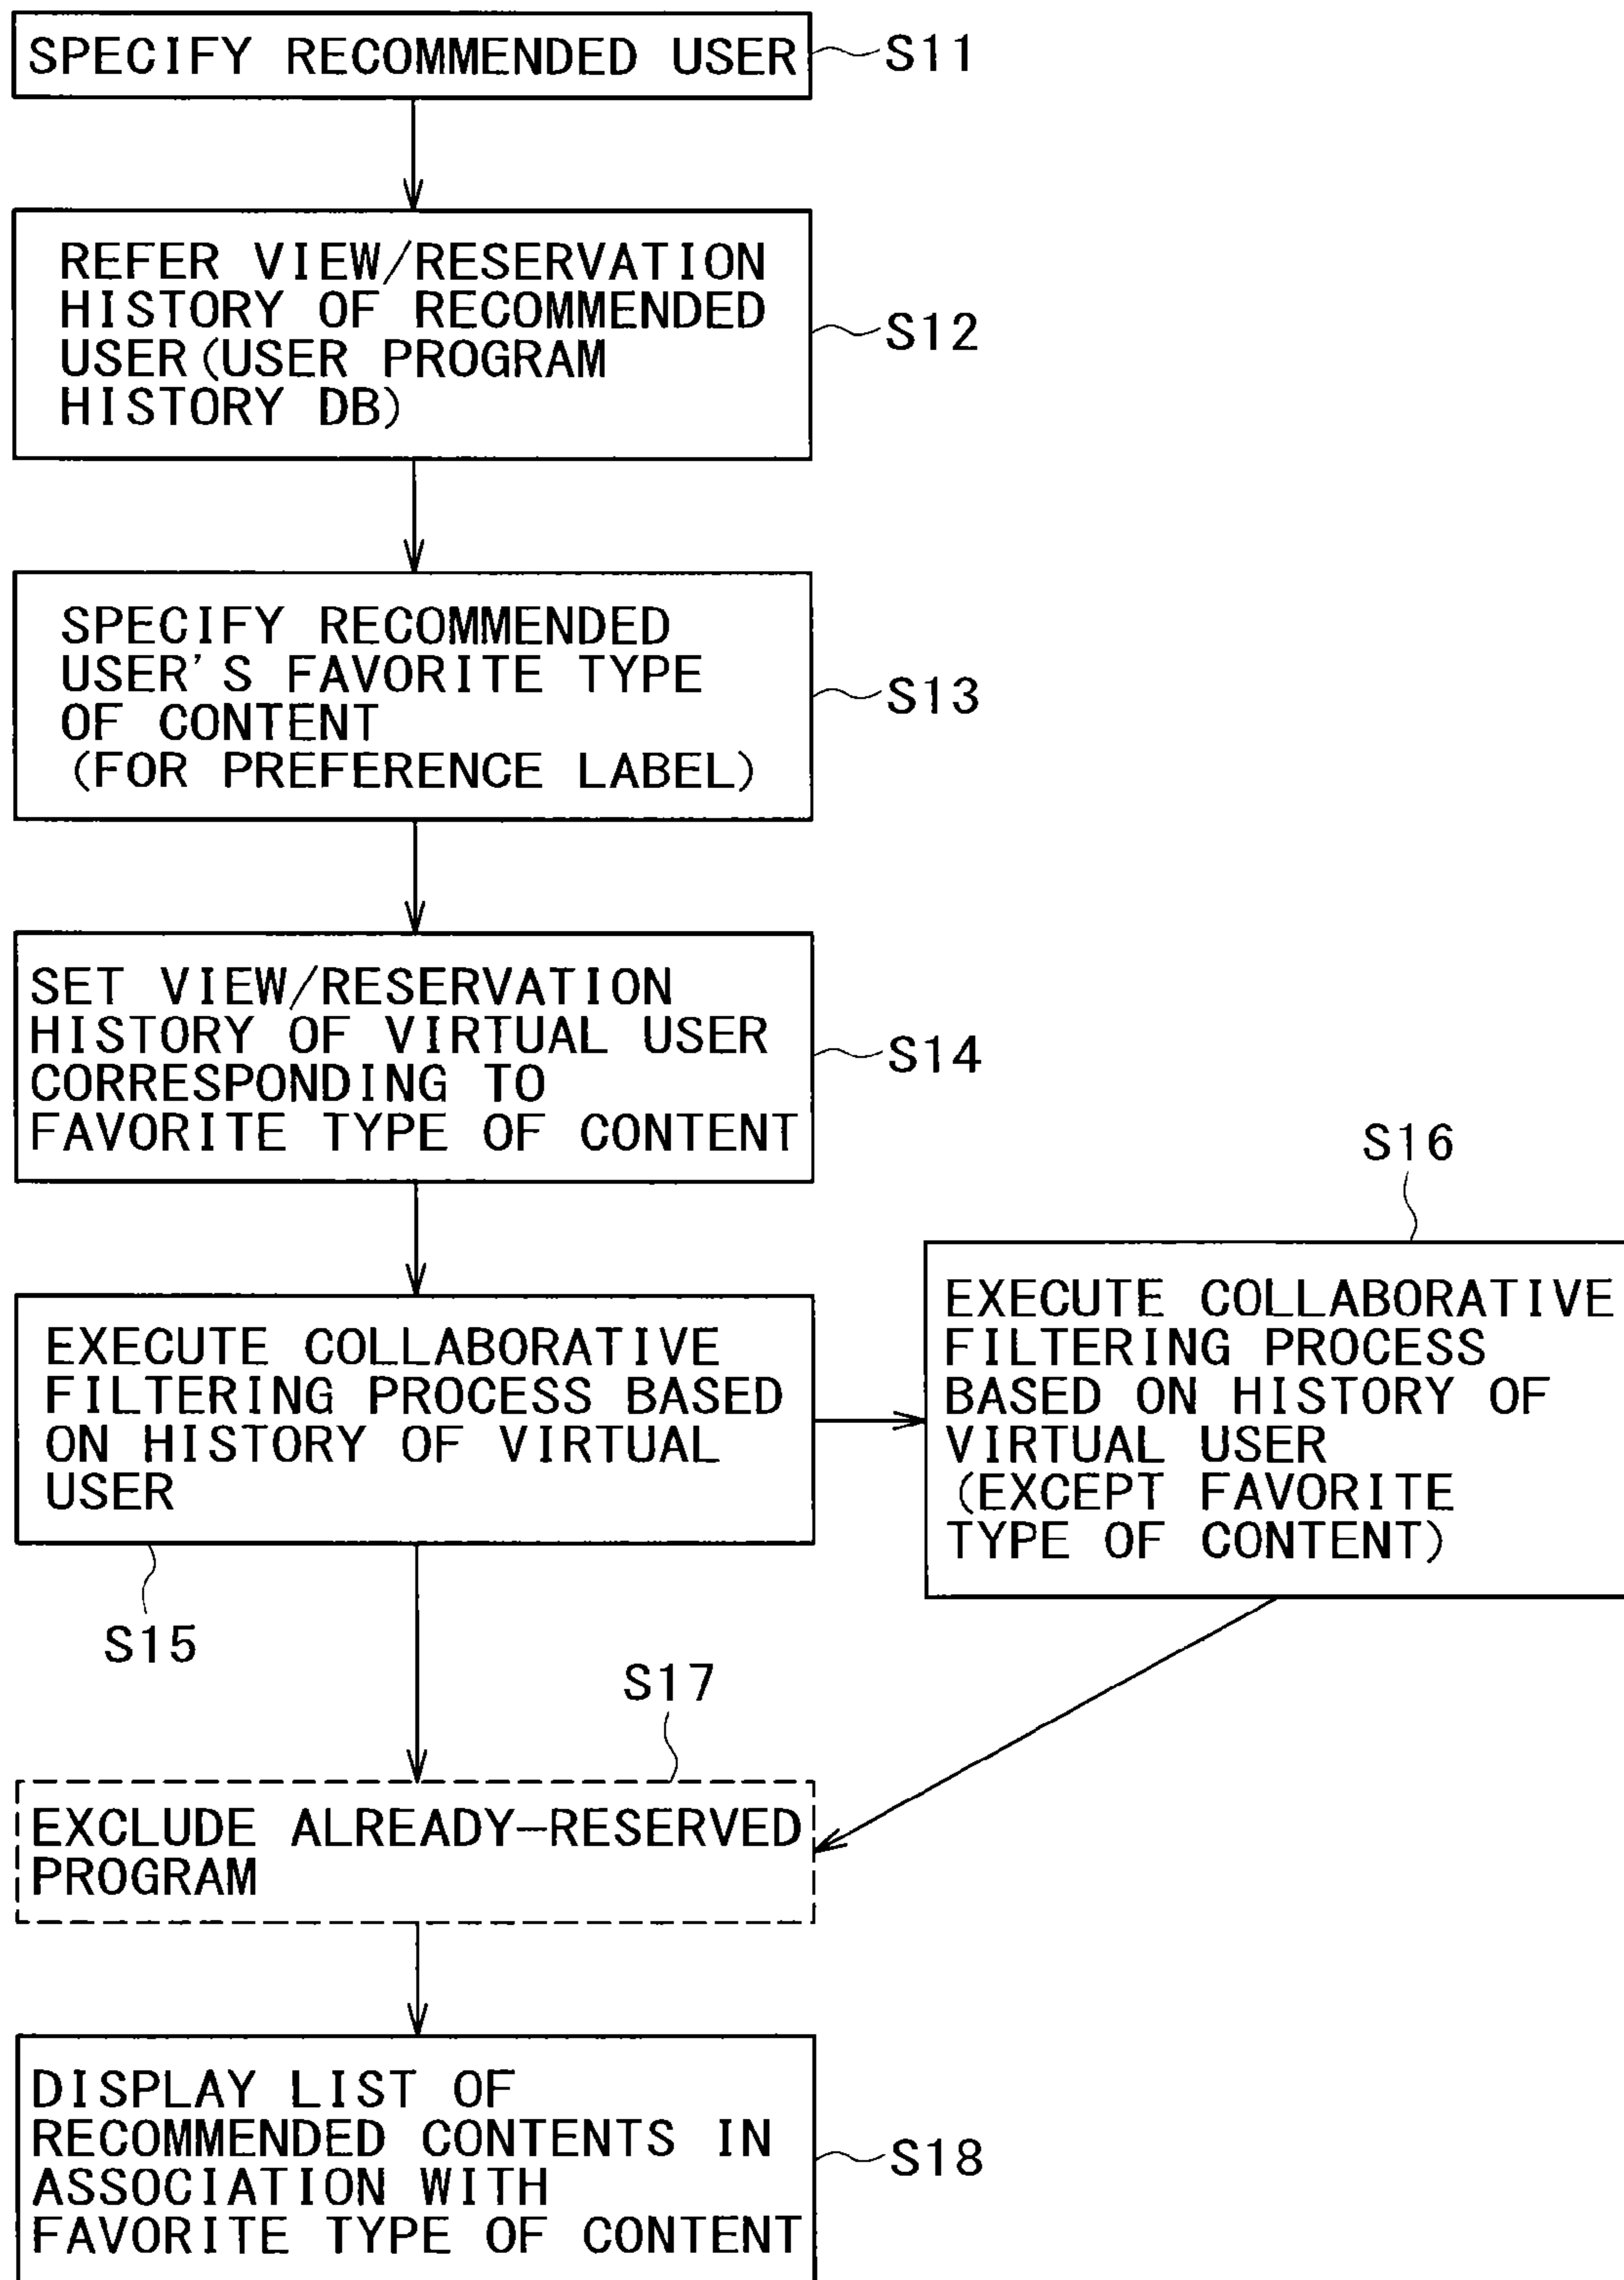 SPECIFY RECOMMENDED USER
S11
REFER VIEW/RESERVATION
HISTORY OF RECOMMENDED
USER(USER PROGRAM
HISTORY DB)
S12
SPECIFY RECOMMENDED
USER'S FAVORITE TYPE
OF CONTENT
(FOR PREFERENCE LABEL)
S13
SET VIEW/RESERVATION
HISTORY OF VIRTUAL USER
CORRESPONDING TO
FAVORITE TYPE OF CONTENT
S14
EXECUTE COLLABORATIVE
FILTERING PROCESS BASED
ON HISTORY OF VIRTUAL
USER
S15
S16
EXECUTE COLLABORATIVE
FILTERING PROCESS
BASED ON HISTORY OF
VIRTUAL USER
(EXCEPT FAVORITE
TYPE OF CONTENT)
S17
EXCLUDE ALREADY-RESERVED
PROGRAM
DISPLAY LIST OF
RECOMMENDED CONTENTS IN
ASSOCIATION WITH
FAVORITE TYPE OF CONTENT
S18